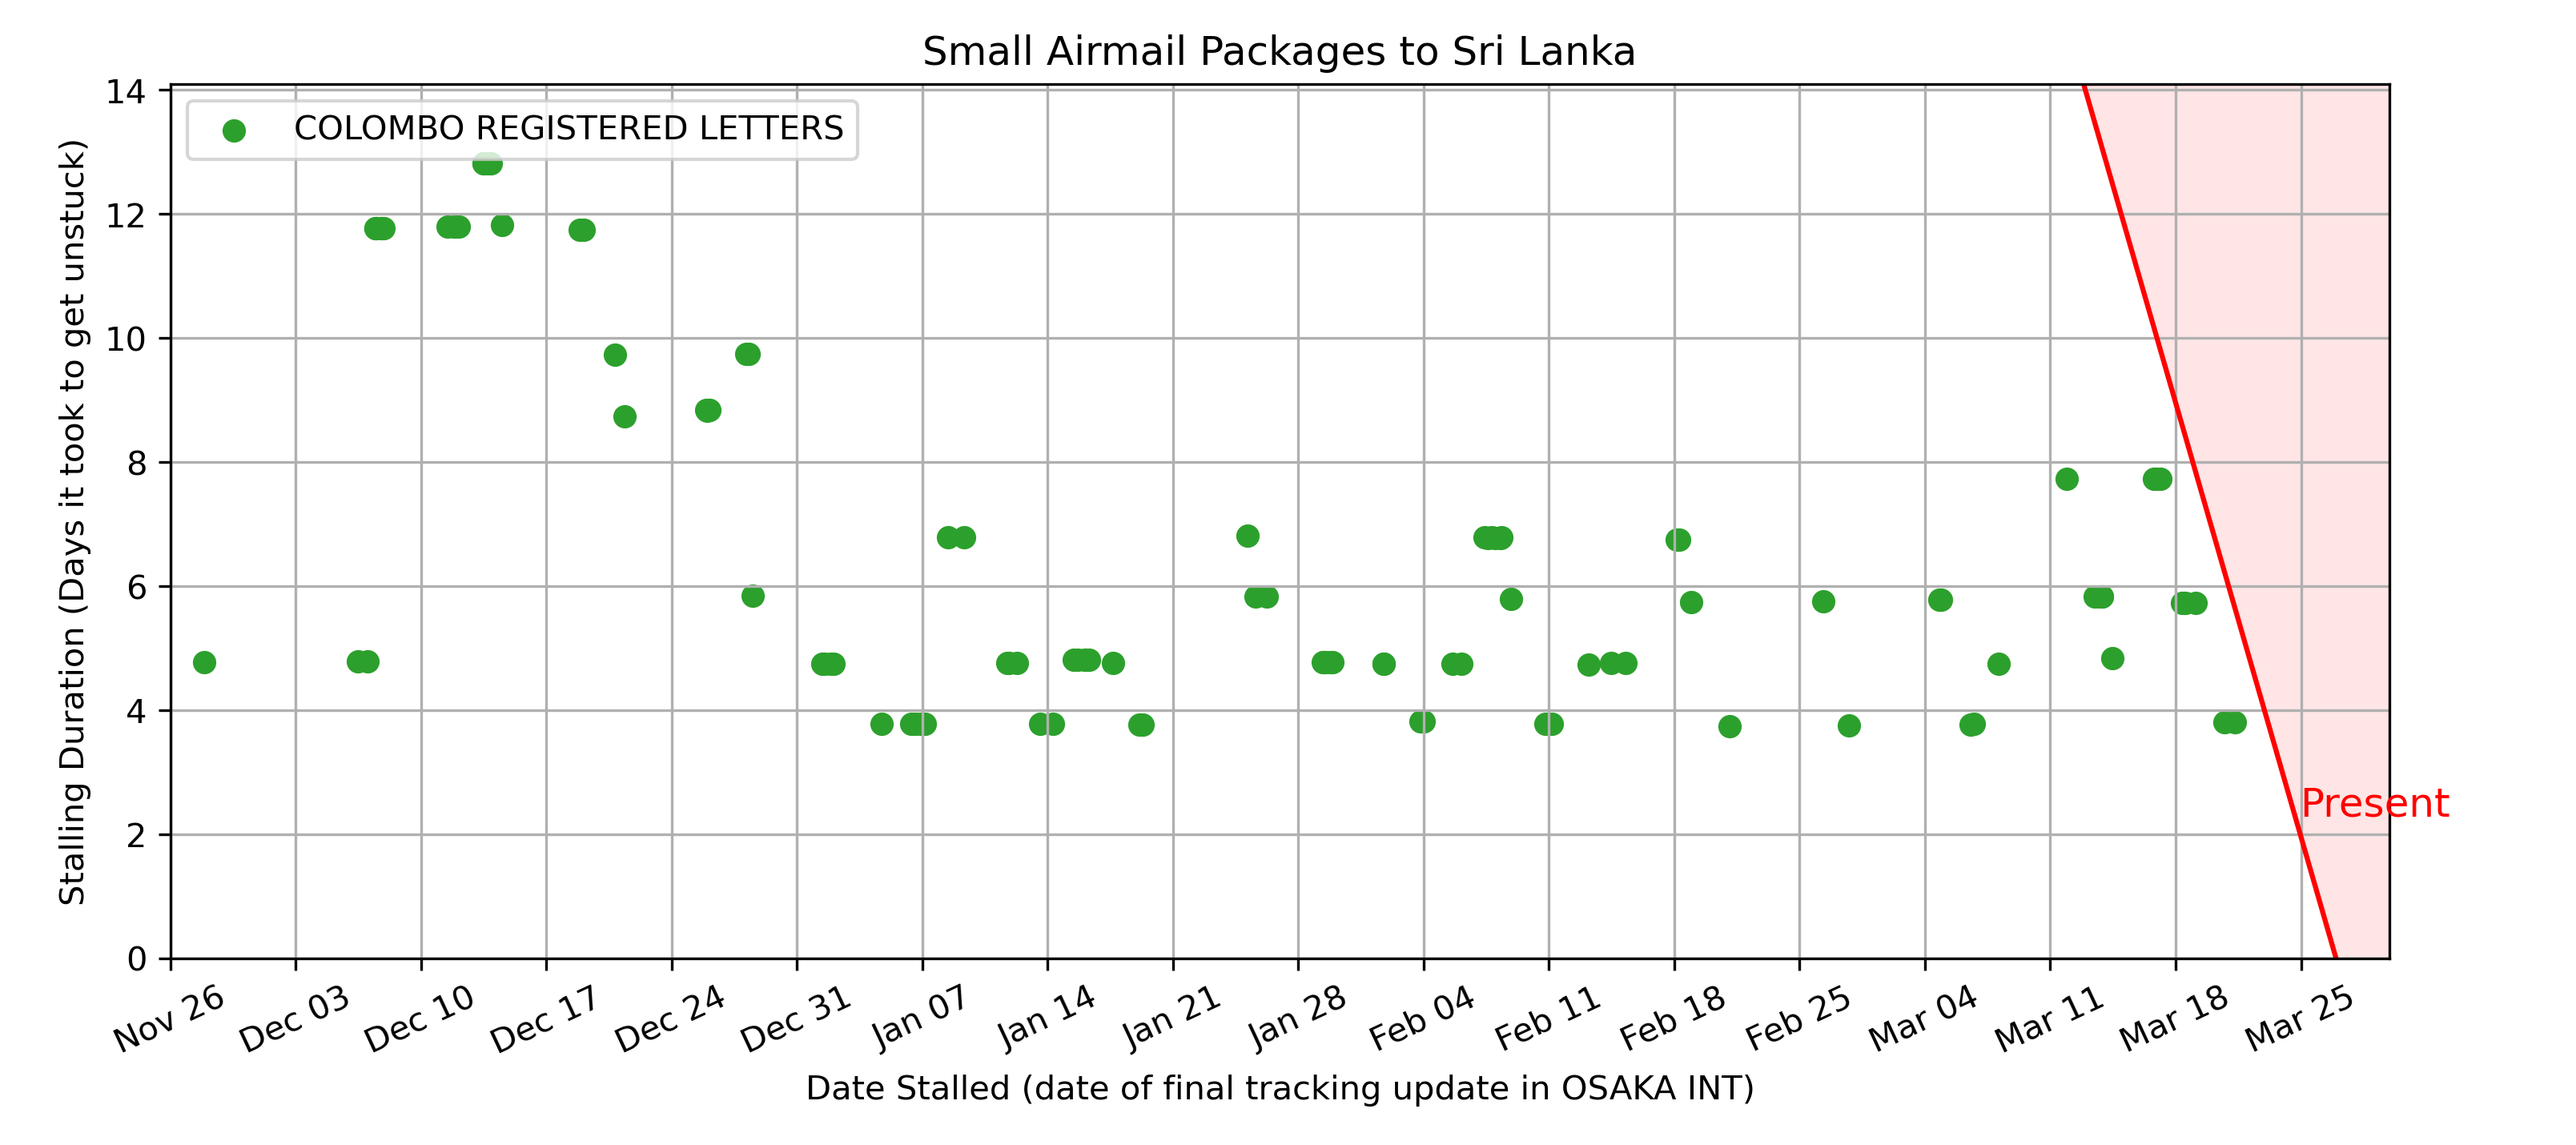 Small Airmail Packages to Sri Lanka
COLOMBO REGISTERED LETTERS
Stalling Duration (Days it took to get unstuck)
14
12
10
8
6
4
2
0
Present
Nov 26
Dec 03
Dec 10
Dec 17
Dec 24
Dec 31
Jan 07
Jan 14
Jan 21
Jan 28
Feb 04
Feb 11
Feb 18
Feb 25
Mar 04
Mar 11
Mar 18
Mar 25
Date Stalled (date of final tracking update in OSAKA INT)